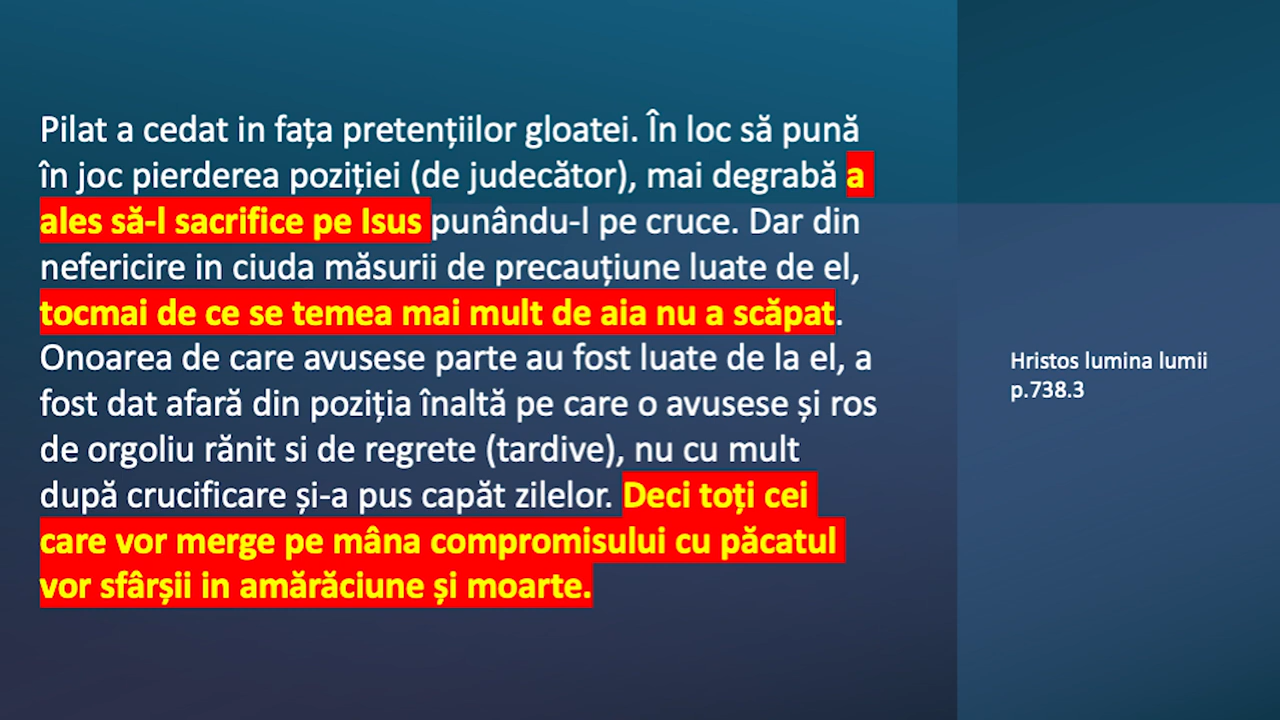 Pilat a cedat in fața pretențiilor gloatei. În loc să pună
în joc pierderea poziției (de judecător), mai degrabă a
ales să-l sacrifice pe Isus punându-l pe cruce. Dar din
nefericire in ciuda măsurii de precauțiune luate de el,
tocmai de ce se temea mai mult de aia nu a scăpat.
Onoarea de care avusese parte au fost luate de la el, a
fost dat afară din poziția înaltă pe care o avusese și ros
de orgoliu rănit si de regrete (tardive), nu cu mult
după crucificare și-a pus capăt zilelor. Deci toți cei
care vor merge pe mâna compromisului cu păcatul
vor sfârșii in amărăciune și moarte.
Hristos lumina lumii
p.738.3